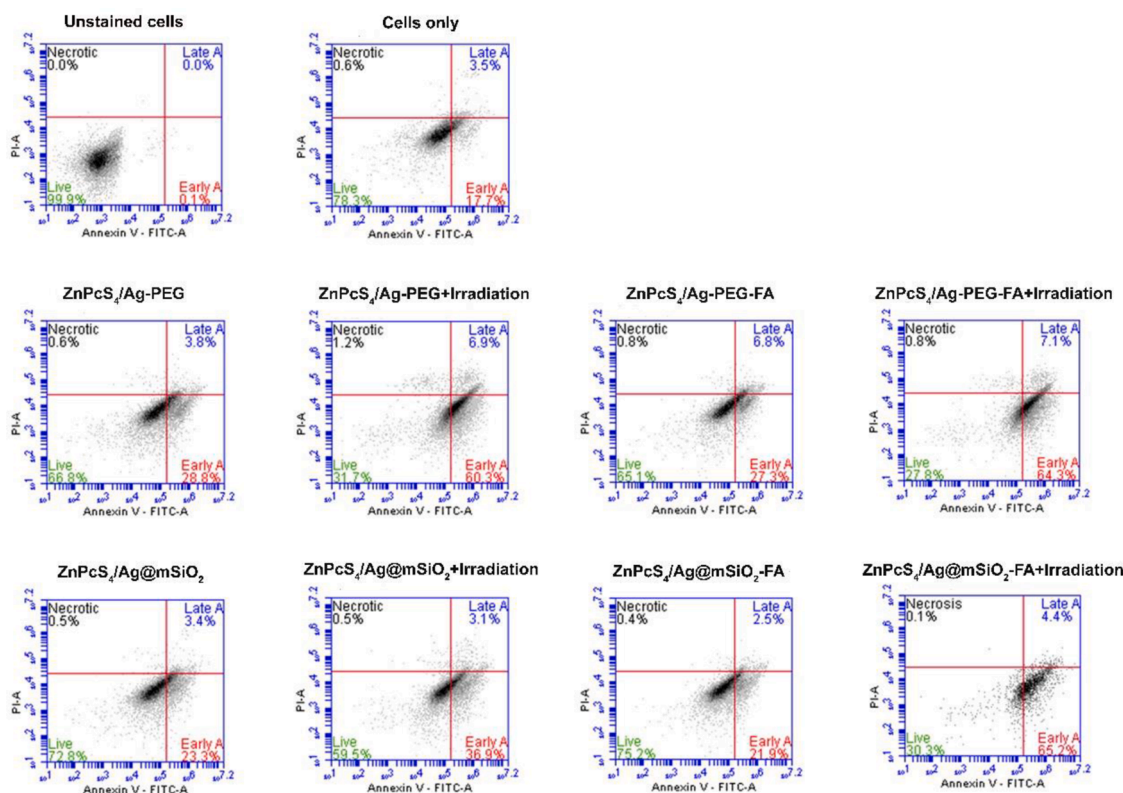 Unstained cells
Necrotic
0.0%
Late A
0.0%
Live
99.9%
Early A
0.1%
PI-A
Annexin V - FITC-A
Cells only
Necrotic
0.6%
Late A
3.5%
Live
78.3%
Early A
17.7%
PI-A
Annexin V - FITC-A
ZnPcS₄/Ag-PEG
Necrotic
0.6%
Late A
3.8%
Live
66.8%
Early A
28.8%
PI-A
Annexin V - FITC-A
ZnPcS₄/Ag-PEG+Irradiation
Necrotic
1.2%
Late A
6.9%
Live
31.7%
Early A
60.3%
PI-A
Annexin V - FITC-A
ZnPcS₄/Ag-PEG-FA
Necrotic
0.8%
Late A
6.8%
Live
65.1%
Early A
27.3%
PI-A
Annexin V - FITC-A
ZnPcS₄/Ag-PEG-FA+Irradiation
Necrotic
0.8%
Late A
7.1%
Live
27.8%
Early A
64.3%
PI-A
Annexin V - FITC-A
ZnPcS₄/Ag@mSiO₂
Necrotic
0.5%
Late A
3.4%
Live
72.8%
Early A
23.3%
PI-A
Annexin V - FITC-A
ZnPcS₄/Ag@mSiO₂+Irradiation
Necrotic
0.5%
Late A
3.1%
Live
59.5%
Early A
36.9%
PI-A
Annexin V - FITC-A
ZnPcS₄/Ag@mSiO₂-FA
Necrotic
0.4%
Late A
2.5%
Live
75.2%
Early A
21.9%
PI-A
Annexin V - FITC-A
ZnPcS₄/Ag@mSiO₂-FA+Irradiation
Necrosis
0.1%
Late A
4.4%
Live
30.3%
Early A
65.2%
PI-A
Annexin V - FITC-A